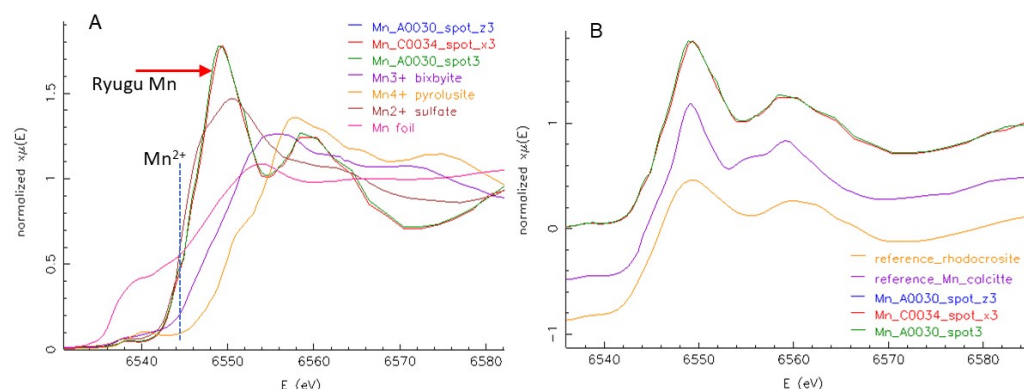 A
Mn_A0030_spot_z3
Mn_C0034_spot_x3
Mn_A0030_spot3
Mn3+ bixbyite
Mn4+ pyrolusite
Mn2+ sulfate
Mn foil
Ryugu Mn
Mn²⁺
normalized xμ(E)
1.5
1
0.5
0
6540
6550
6560
6570
6580
E (eV)
B
normalized xμ(E)
1
0
-1
reference_rhodocrosite
reference_Mn_calcitte
Mn_A0030_spot_z3
Mn_C0034_spot_x3
Mn_A0030_spot3
6540
6550
6560
6570
6580
E (eV)